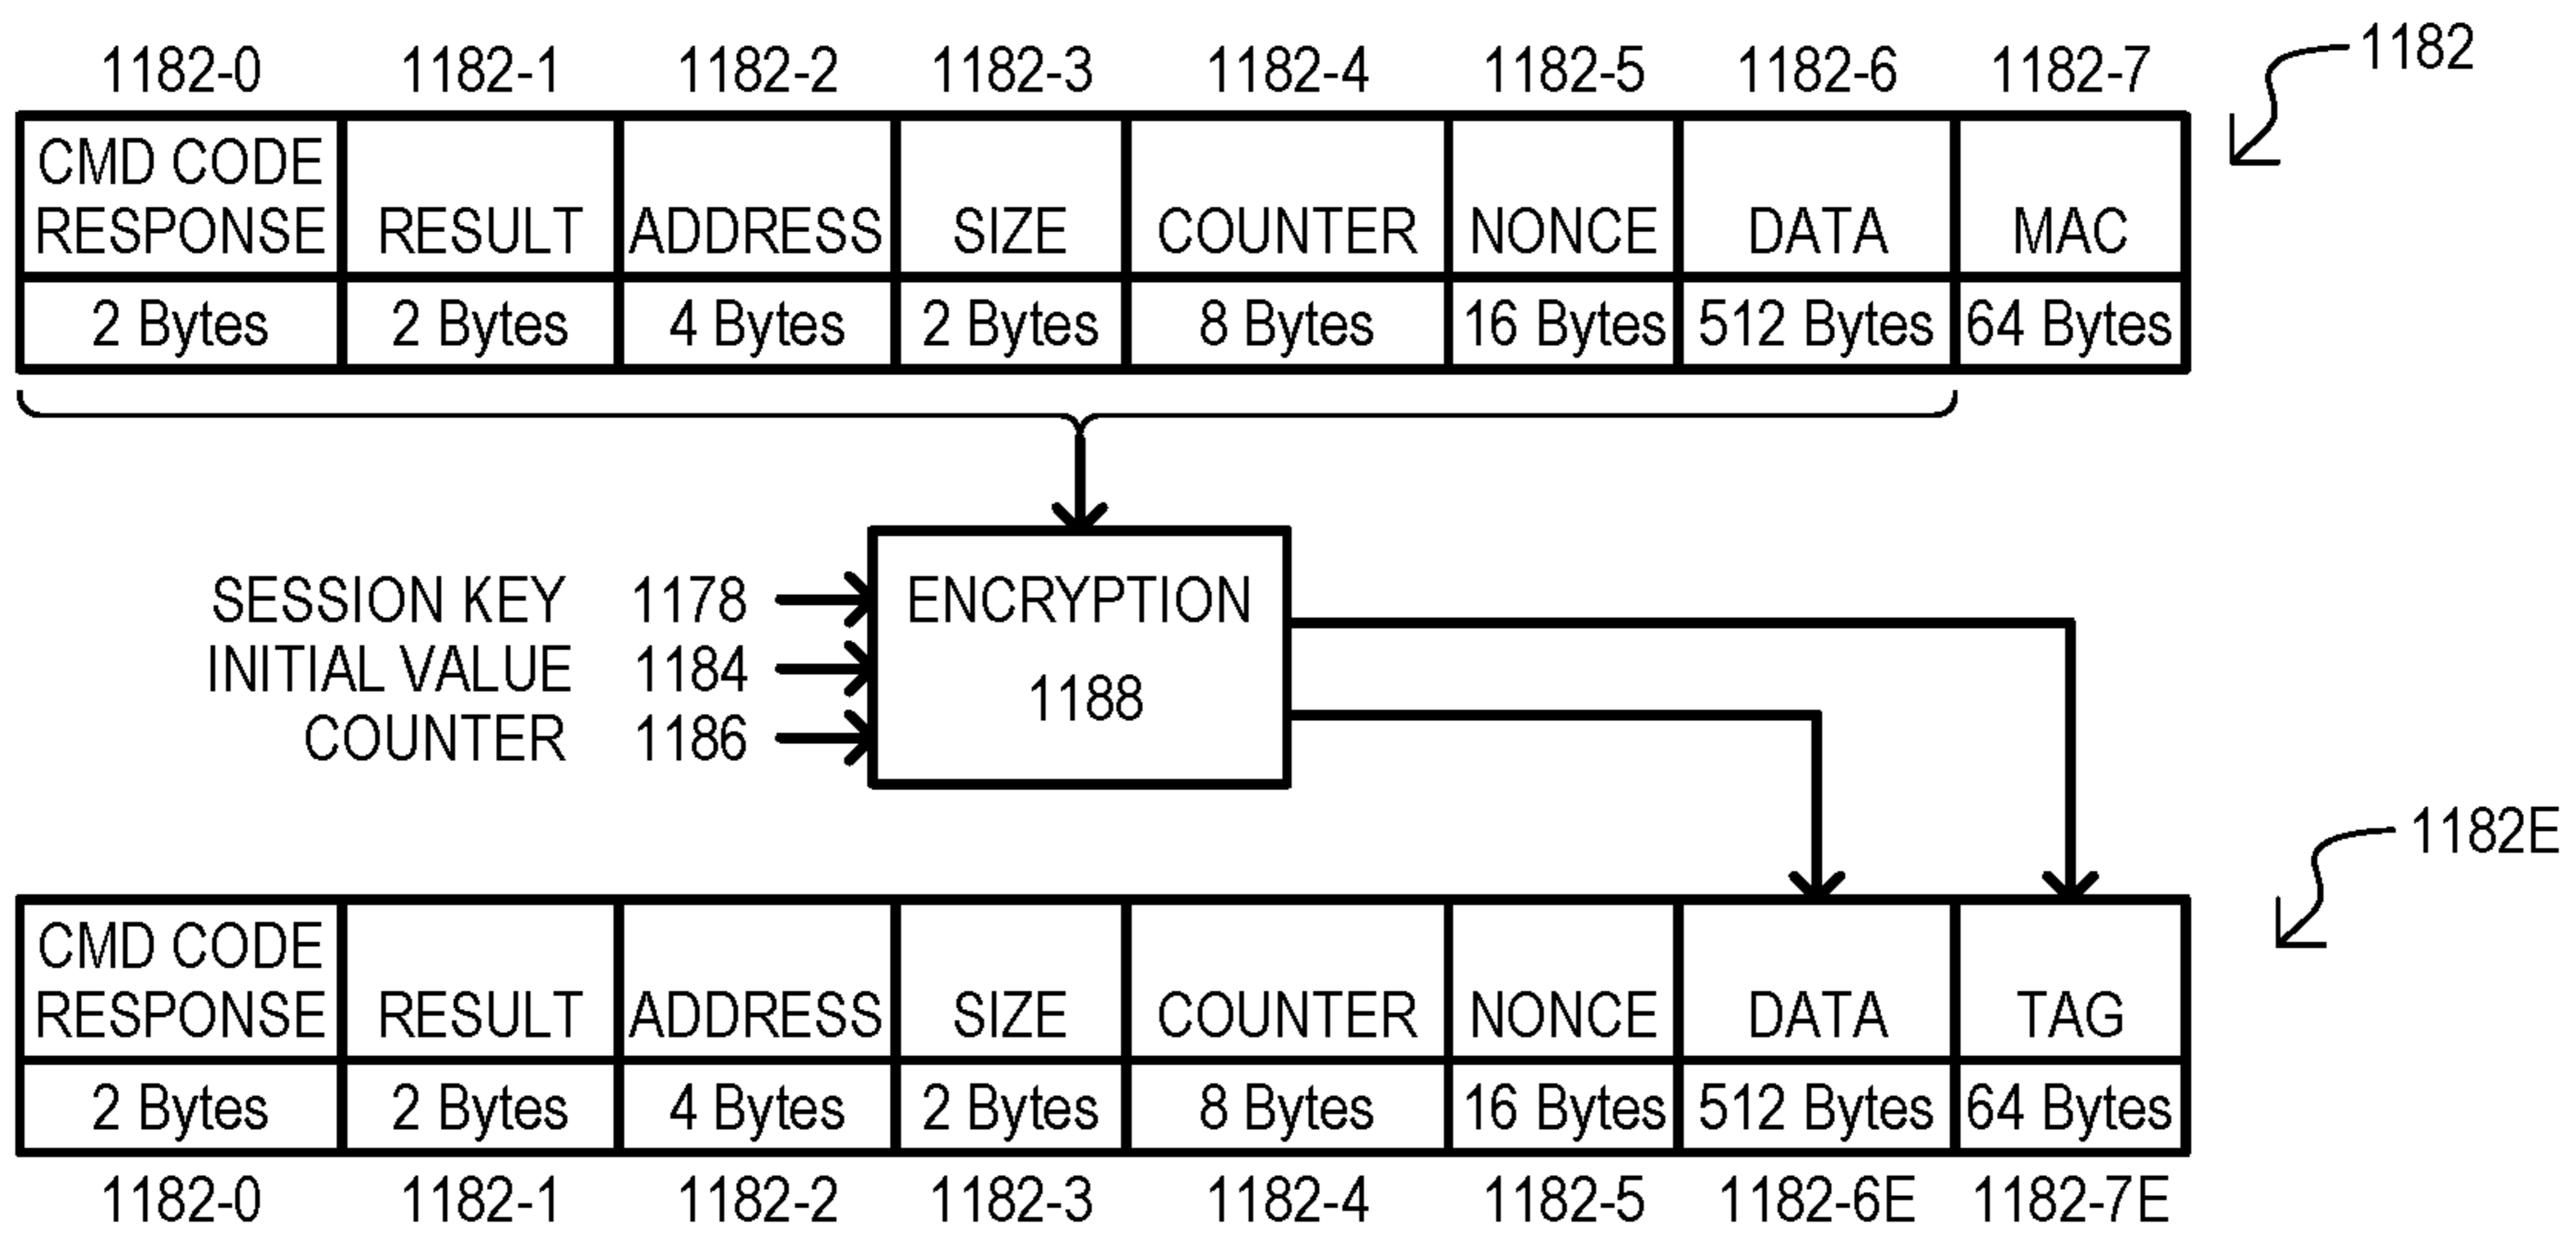 1182-0 1182-1 1182-2 1182-3 1182-4 1182-5 1182-6 1182-7 1182
CMD CODE
RESPONSE RESULT ADDRESS SIZE COUNTER NONCE DATA MAC
2 Bytes 2 Bytes 4 Bytes 2 Bytes 8 Bytes 16 Bytes 512 Bytes 64 Bytes
SESSION KEY 1178
INITIAL VALUE 1184
COUNTER 1186
ENCRYPTION
1188
1182E
CMD CODE
RESPONSE RESULT ADDRESS SIZE COUNTER NONCE DATA TAG
2 Bytes 2 Bytes 4 Bytes 2 Bytes 8 Bytes 16 Bytes 512 Bytes 64 Bytes
1182-0 1182-1 1182-2 1182-3 1182-4 1182-5 1182-6E 1182-7E